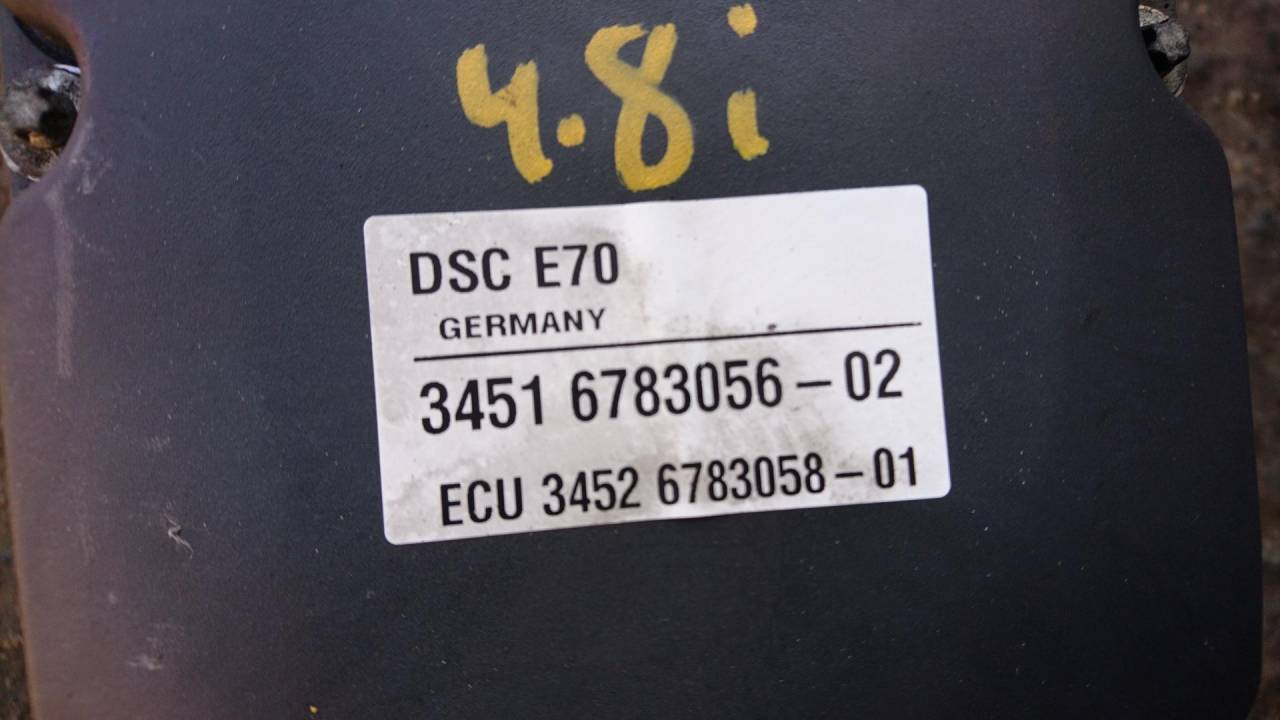 4.8i
DSC E70
GERMANY
3451 6783056-02
ECU 3452 6783058-01